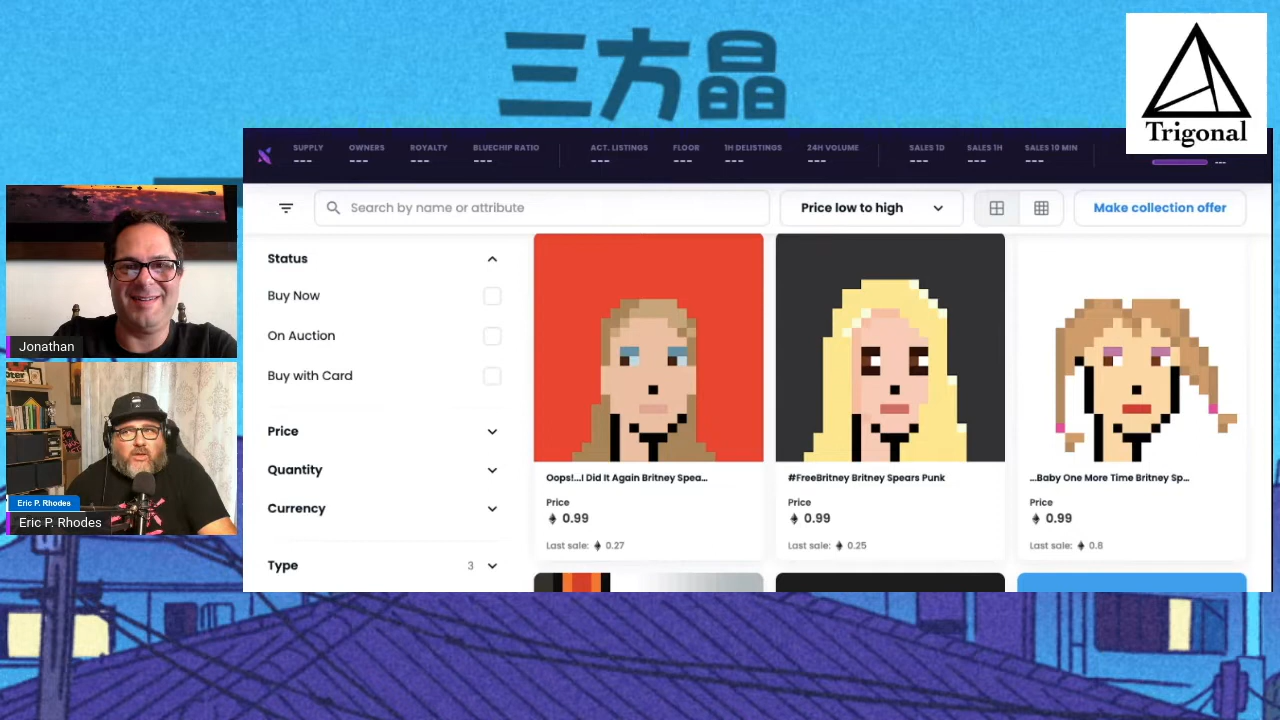 三方晶
Trigonal
SUPPLY OWNERS ROYALTY BLUECHIP RATIO ACT. LISTINGS FLOOR 1H DELISTINGS 24H VOLUME SALES 1D SALES 1H SALES 10 MIN
--- --- --- --- --- --- --- --- --- --- --- ---
Search by name or attribute
Price low to high
Make collection offer
Status
Buy Now
On Auction
Buy with Card
Price
Quantity
Currency
Type 3
Oops!...I Did It Again Britney Spea...
Price
0.99
Last sale: 0.27
#FreeBritney Britney Spears Punk
Price
0.99
Last sale: 0.25
...Baby One More Time Britney Sp...
Price
0.99
Last sale: 0.8
Jonathan
Eric P. Rhodes
Eric P. Rhodes